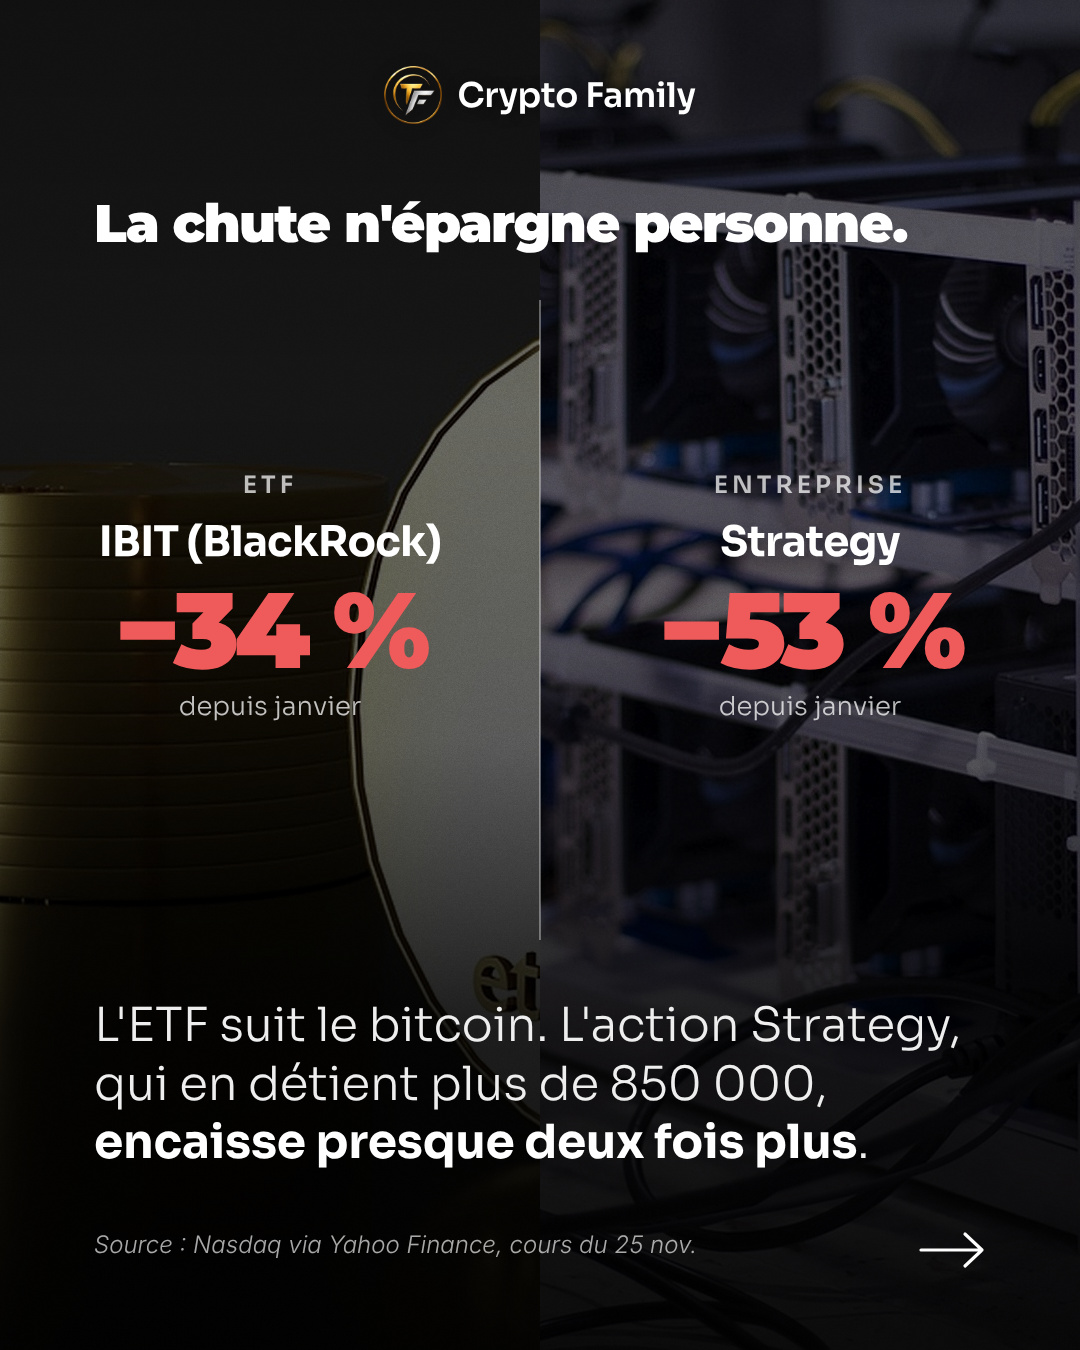 TF Crypto Family
La chute n'épargne personne.
ETF
IBIT (BlackRock)
−34 %
depuis janvier
ENTREPRISE
Strategy
−53 %
depuis janvier
et
L'ETF suit le bitcoin. L'action Strategy,
qui en détient plus de 850 000,
encaisse presque deux fois plus.
Source : Nasdaq via Yahoo Finance, cours du 25 nov.